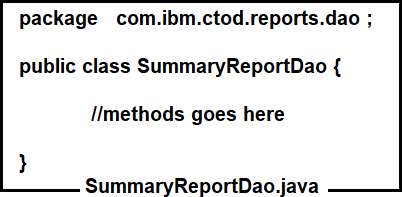 package com.ibm.ctod.reports.dao ;
public class SummaryReportDao {
//methods goes here
}
SummaryReportDao.java